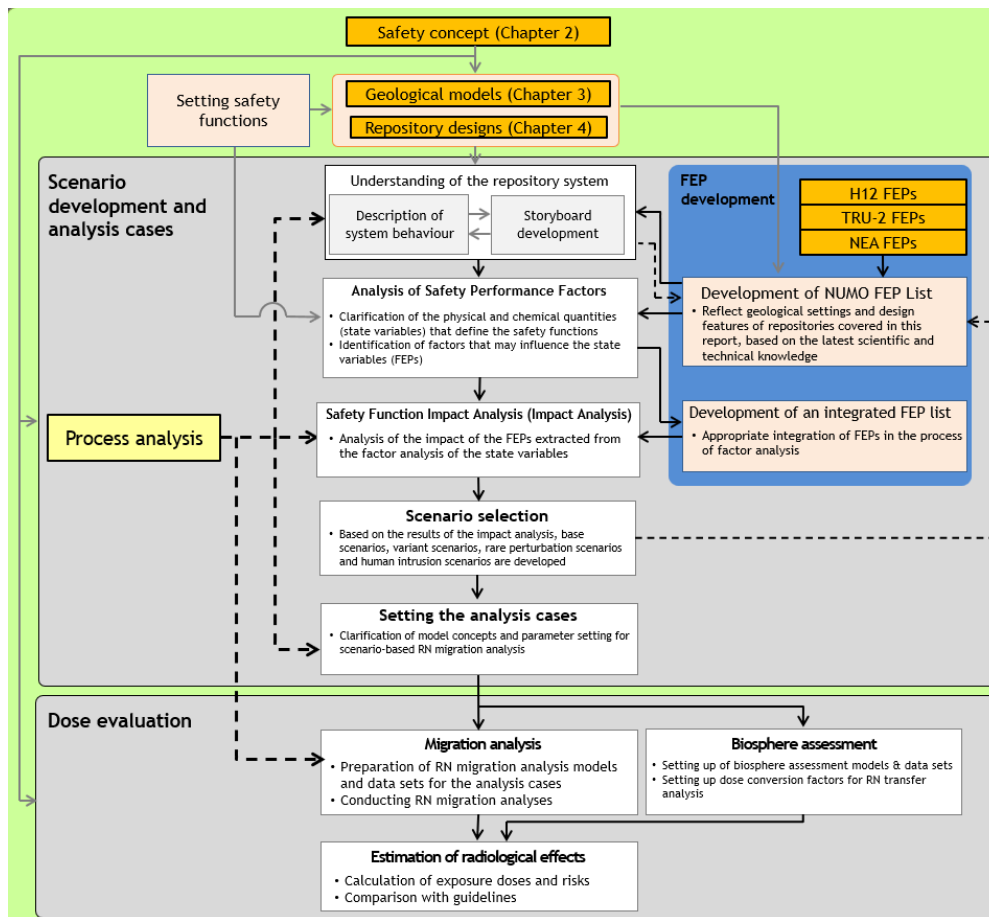 Safety concept (Chapter 2)
Setting safety
functions
Geological models (Chapter 3)
Repository designs (Chapter 4)
Scenario
development and
analysis cases
Understanding of the repository system
Description of
system behaviour
Storyboard
development
FEP
development
H12 FEPs
TRU-2 FEPs
NEA FEPs
Analysis of Safety Performance Factors
• Clarification of the physical and chemical quantities
(state variables) that define the safety functions
• Identification of factors that may influence the state
variables (FEPs)
Development of NUMO FEP List
• Reflect geological settings and design
features of repositories covered in this
report, based on the latest scientific and
technical knowledge
Process analysis
Safety Function Impact Analysis (Impact Analysis)
• Analysis of the impact of the FEPs extracted from
the factor analysis of the state variables
Development of an integrated FEP list
• Appropriate integration of FEPs in the process
of factor analysis
Scenario selection
• Based on the results of the impact analysis, base
scenarios, variant scenarios, rare perturbation scenarios
and human intrusion scenarios are developed
Setting the analysis cases
• Clarification of model concepts and parameter setting for
scenario-based RN migration analysis
Dose evaluation
Migration analysis
• Preparation of RN migration analysis models
and data sets for the analysis cases
• Conducting RN migration analyses
Biosphere assessment
• Setting up of biosphere assessment models & data sets
• Setting up dose conversion factors for RN transfer
analysis
Estimation of radiological effects
• Calculation of exposure doses and risks
• Comparison with guidelines